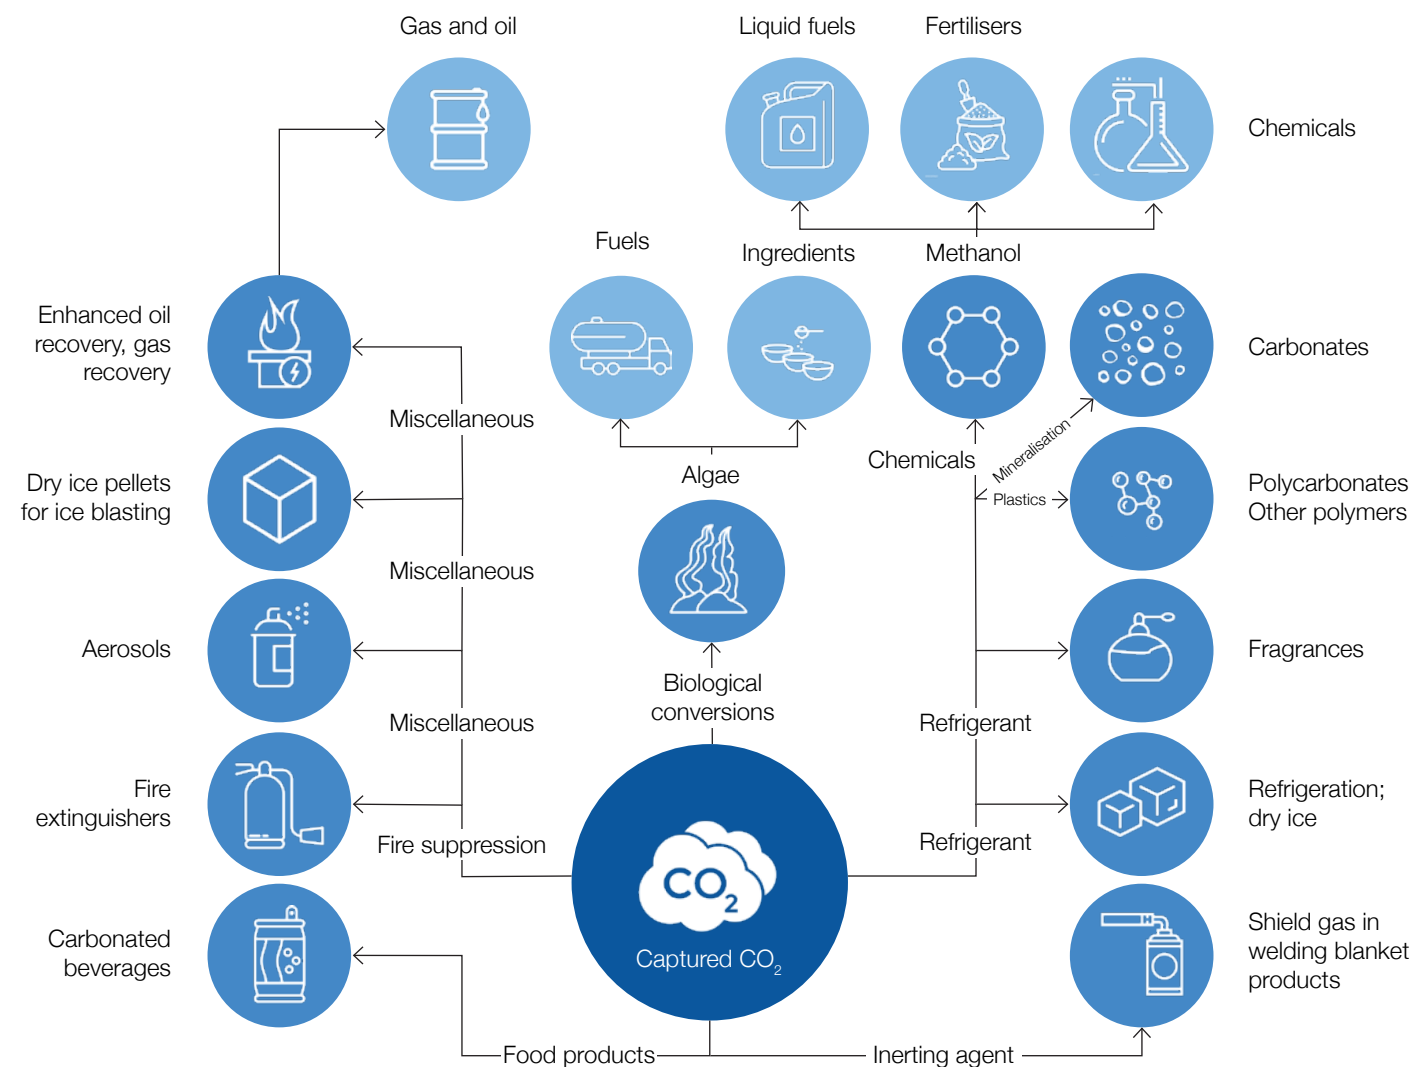 Gas and oil
Liquid fuels
Fertilisers
Chemicals
Fuels
Ingredients
Methanol
Enhanced oil
recovery, gas
recovery
Carbonates
Miscellaneous
Mineralisation
Chemicals
Algae
Plastics
Dry ice pellets
for ice blasting
Polycarbonates
Other polymers
Miscellaneous
Aerosols
Fragrances
Biological
conversions
Miscellaneous
Refrigerant
Fire
extinguishers
Refrigeration;
dry ice
Fire suppression
Refrigerant
CO2
Captured CO2
Carbonated
beverages
Shield gas in
welding blanket
products
Food products
Inerting agent